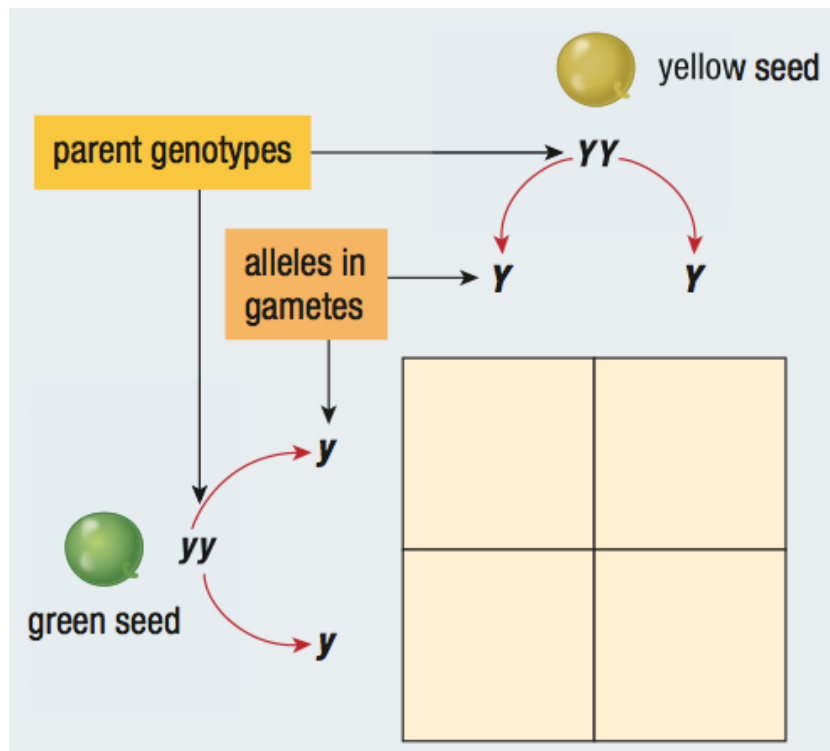 yellow seed
parent genotypes
YY
alleles in
gametes
Y
Y
y
yy
green seed
y